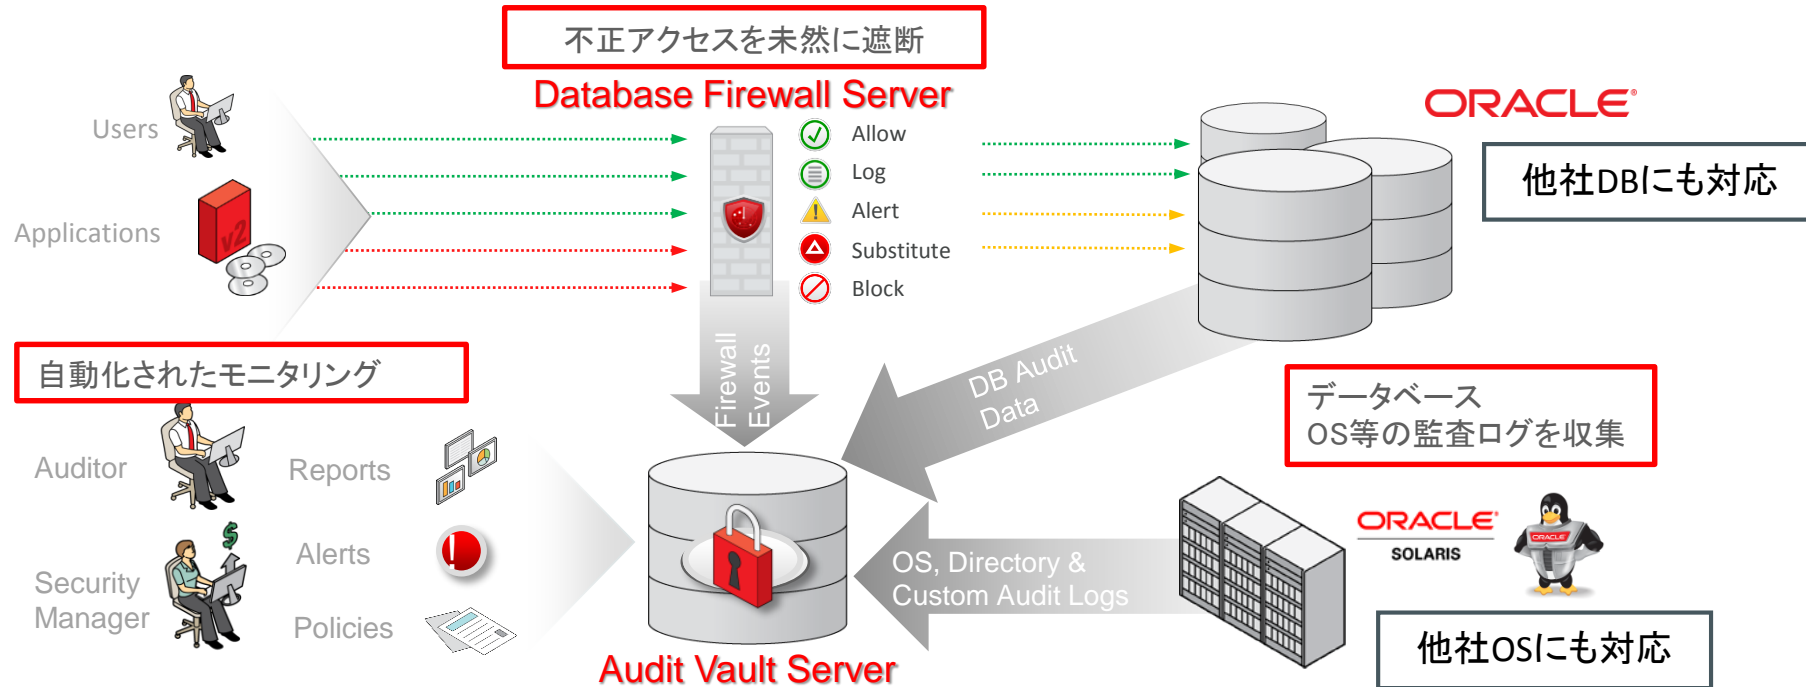 不正アクセスを未然に遮断
Database Firewall Server
Users
Applications
v2
Allow
Log
Alert
Substitute
Block
ORACLE®
他社DBにも対応
Firewall
Events
DB Audit
Data
自動化されたモニタリング
Auditor
Security
Manager
Reports
Alerts
Policies
データベース
OS等の監査ログを収集
OS, Directory &
Custom Audit Logs
ORACLE®
SOLARIS
ORACLE
他社OSにも対応
Audit Vault Server